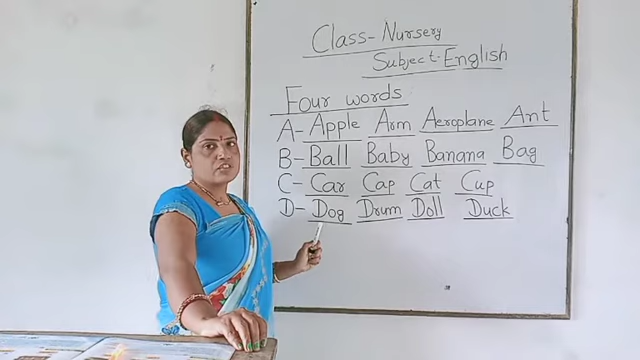 Class-Nursery
Subject-English
Four words
A- Apple Arm Aeroplane Ant
B- Ball Baby Banana Bag
C- Car Cap Cat Cup
D- Dog Drum Doll Duck